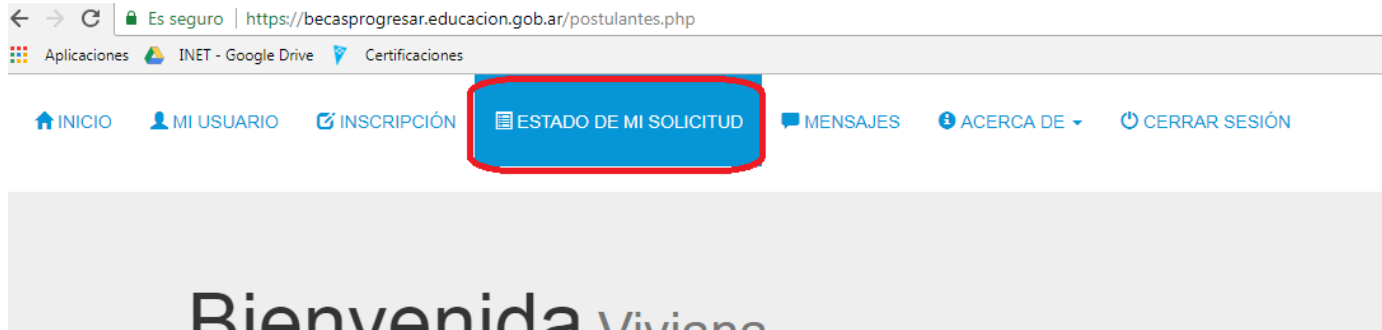 Es seguro | https://becasprogresar.educacion.gob.ar/postulantes.php
Aplicaciones INET - Google Drive Certificaciones
INICIO MI USUARIO INSCRIPCIÓN ESTADO DE MI SOLICITUD MENSAJES ACERCA DE CERRAR SESIÓN
Bienvenida Viviana